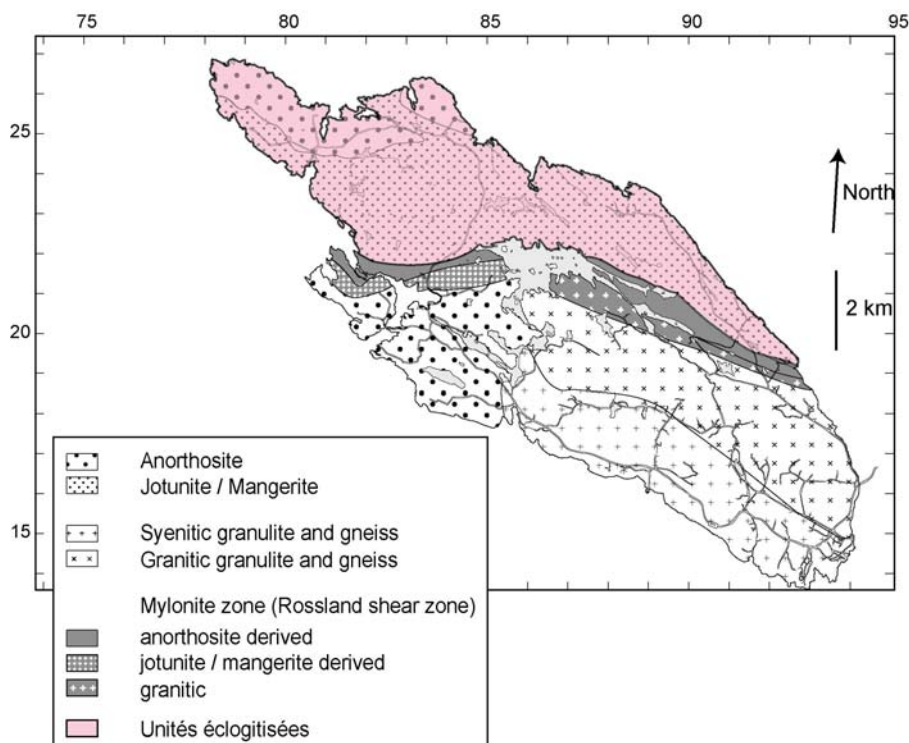 75 80 85 90 95
25
North
20
2 km
Anorthosite
Jotunite / Mangerite
15
Syenitic granulite and gneiss
Granitic granulite and gneiss
Mylonite zone (Rossland shear zone)
anorthosite derived
jotunite / mangerite derived
granitic
Unités éclogitisées